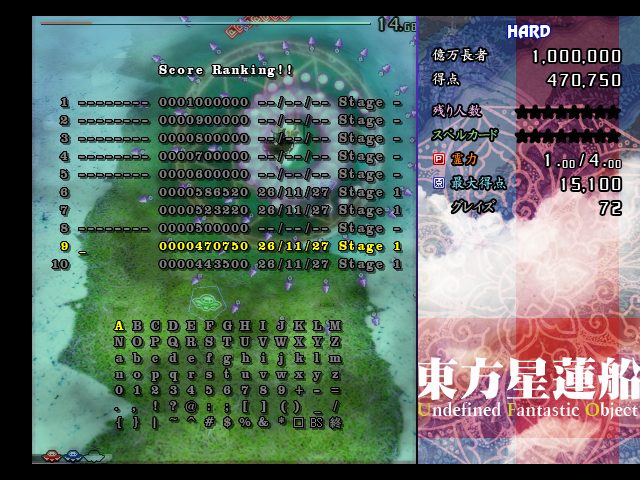 14.68
Score Ranking!!
1 -------- 0001000000 --/--/-- Stage -
2 -------- 0000900000 --/--/-- Stage -
3 -------- 0000800000 --/--/-- Stage -
4 -------- 0000700000 --/--/-- Stage -
5 -------- 0000600000 --/--/-- Stage -
6 0000586520 26/11/27 Stage 1
7 0000523220 26/11/27 Stage 1
8 -------- 0000500000 --/--/-- Stage -
9 _ 0000470750 26/11/27 Stage 1
10 0000443500 26/11/27 Stage 1
A B C D E F G H I J K L M
N O P Q R S T U V W X Y Z
a b c d e f g h i j k l m
n o p q r s t u v w x y z
0 1 2 3 4 5 6 7 8 9 + - =
. , ! ? @ : ; [ ] ( ) _ /
{ } | ~ ^ # $ % & * □ BS 終
HARD
億万長者 1,000,000
得点 470,750
残り人数 ★★★★★★★★
スペルカード ★★★★★★★★
P 霊力 1.00/4.00
点 最大得点 15,100
グレイズ 72
東方星蓮船
Undefined Fantastic Object